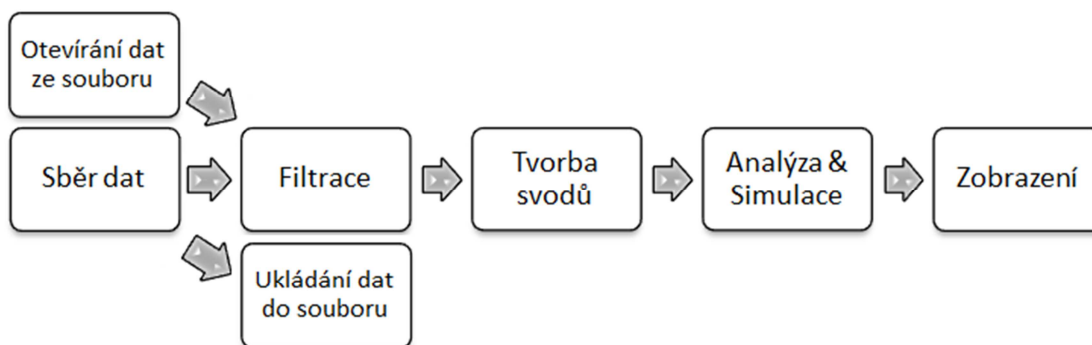 Otevírání dat
ze souboru
Sběr dat
Filtrace
Ukládání dat
do souboru
Tvorba
svodů
Analýza &
Simulace
Zobrazení